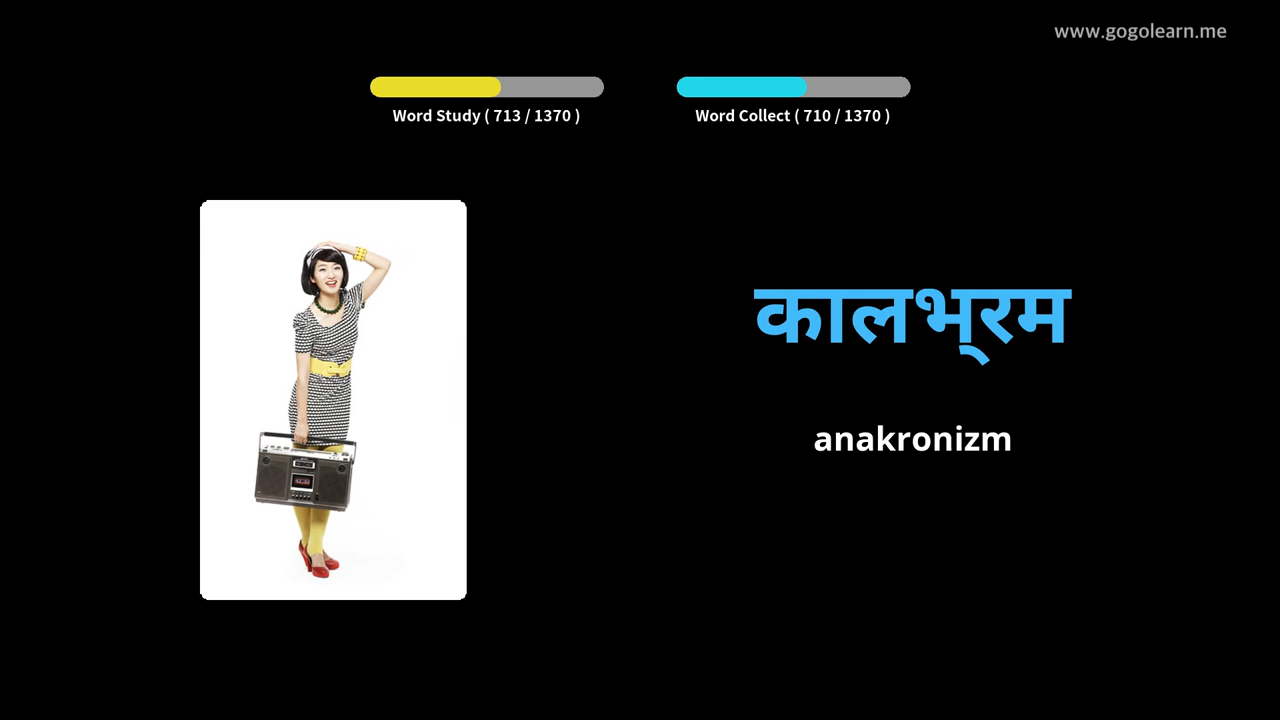 www.gogolearn.me
Word Study ( 713 / 1370 )
Word Collect ( 710 / 1370 )
कालभ्रम
anakronizm